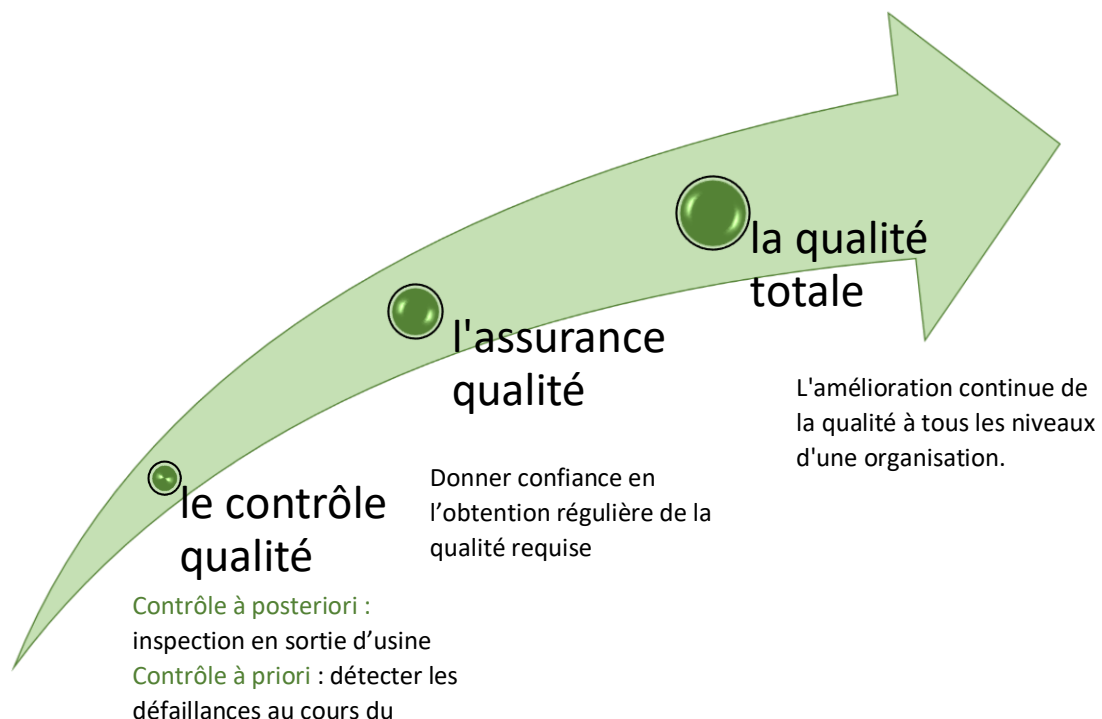 la qualité
totale
l'assurance
qualité
L'amélioration continue de
la qualité à tous les niveaux
d'une organisation.
le contrôle
qualité
Donner confiance en
l’obtention régulière de la
qualité requise
Contrôle à posteriori :
inspection en sortie d’usine
Contrôle à priori : détecter les
défaillances au cours du